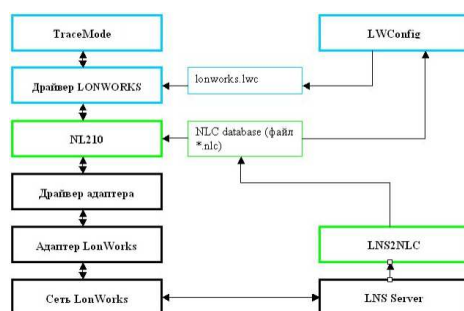 TraceMode
LWConfig
Драйвер LONWORKS
lonworks.lwc
NL210
NLC database (файл
*.nlc)
Драйвер адаптера
Адаптер LonWorks
LNS2NLC
Сеть LonWorks
LNS Server